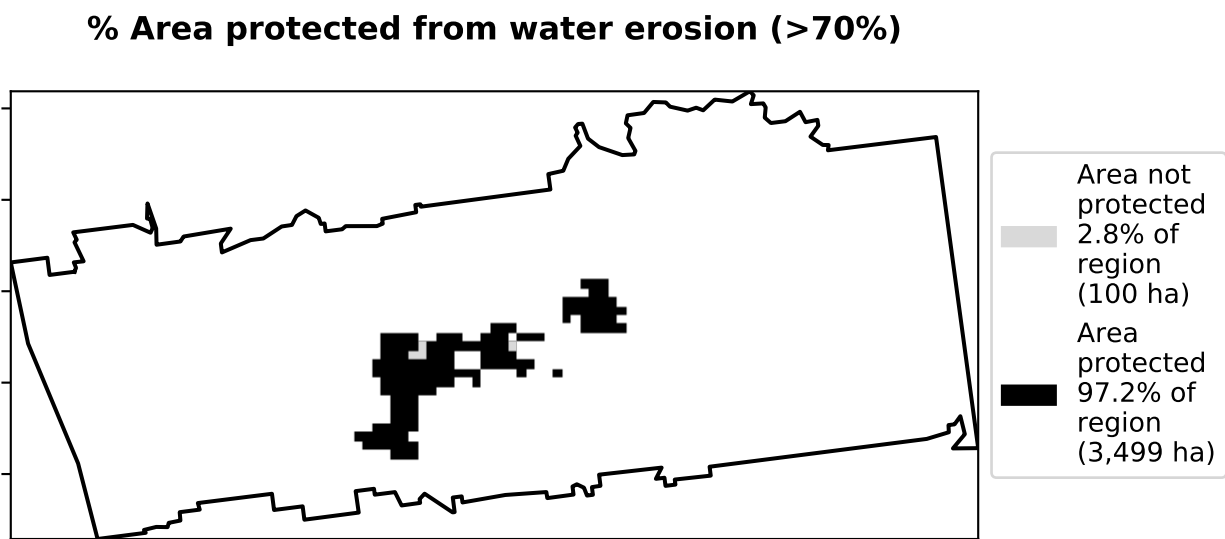 % Area protected from water erosion (>70%)
Area not
protected
2.8% of
region
(100 ha)
Area
protected
97.2% of
region
(3,499 ha)